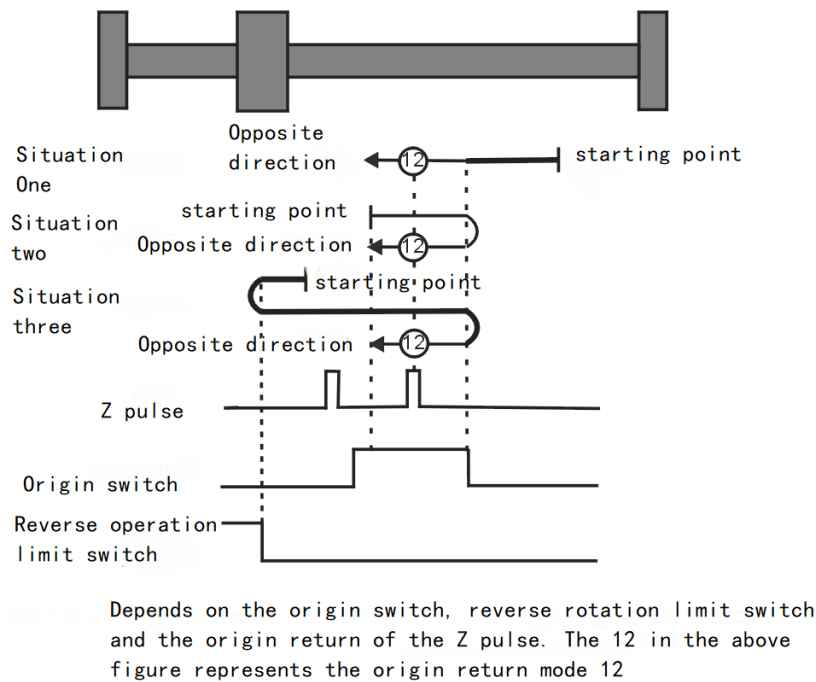 Opposite
direction
Situation
One
12
starting point
Situation
two
starting point
Opposite direction
12
Situation
three
starting point
Opposite direction
12
Z pulse
Origin switch
Reverse operation
limit switch
Depends on the origin switch, reverse rotation limit switch
and the origin return of the Z pulse. The 12 in the above
figure represents the origin return mode 12